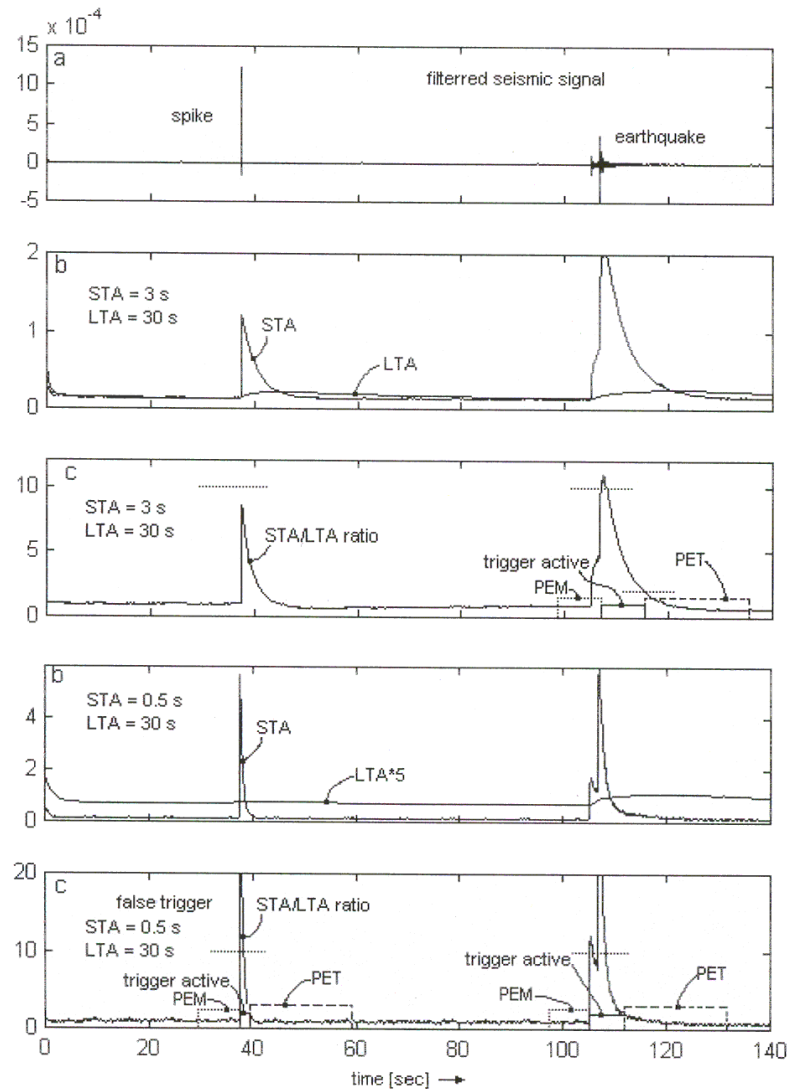 x 10^-4
15
a
10
filterred seismic signal
5
spike
earthquake
0
-5
2
b
STA = 3 s
LTA = 30 s
STA
1
LTA
0
10
c
STA = 3 s
LTA = 30 s
STA/LTA ratio
5
trigger active
PET
PEM
0
b
STA = 0.5 s
4
LTA = 30 s
STA
2
LTA*5
0
20
c
false trigger
STA/LTA ratio
STA = 0.5 s
10
LTA = 30 s
trigger active
trigger active
PET
PET
PEM
PEM
0
0 20 40 60 80 100 120 140
time [sec]